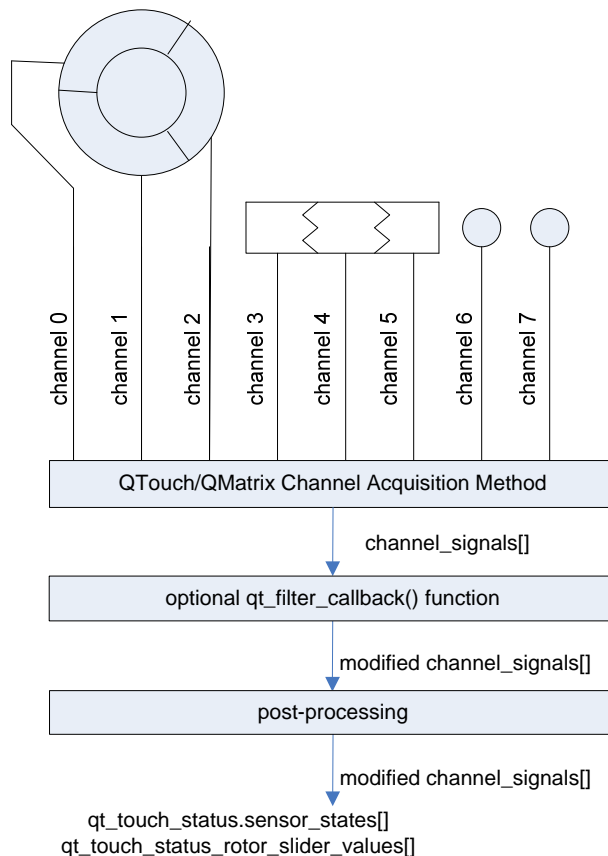 channel 0
channel 1
channel 2
channel 3
channel 4
channel 5
channel 6
channel 7
QTouch/QMatrix Channel Acquisition Method
channel_signals[]
optional qt_filter_callback() function
modified channel_signals[]
post-processing
modified channel_signals[]
qt_touch_status.sensor_states[]
qt_touch_status_rotor_slider_values[]